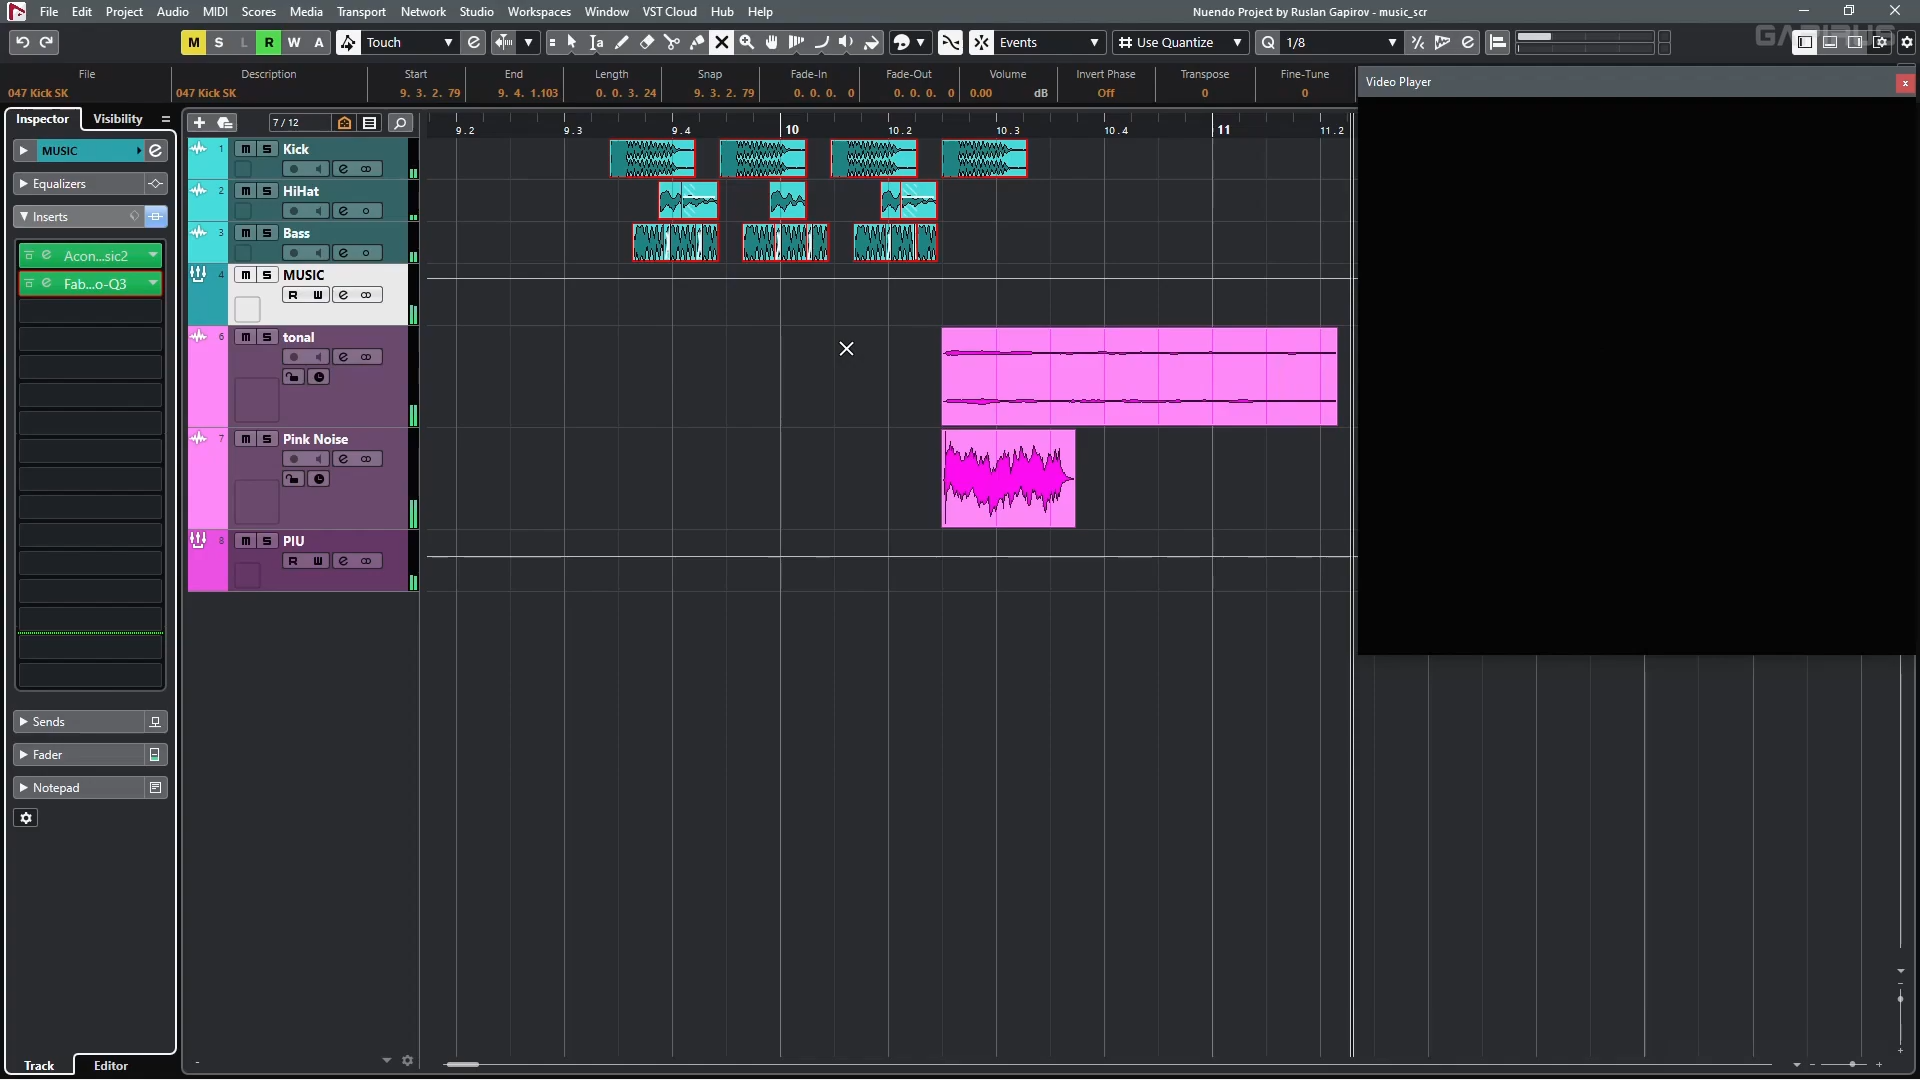 File Edit Project Audio MIDI Scores Media Transport Network Studio Workspaces Window VST Cloud Hub Help
Nuendo Project by Ruslan Gapirov - music_scr
GAPIRUS
M S L R W A Touch
Events
Use Quantize
1/8
File Description Start End Length Snap Fade-In Fade-Out Volume Invert Phase Transpose Fine-Tune
047 Kick SK 047 Kick SK 9. 3. 2. 79 9. 4. 1.103 0. 0. 3. 24 9. 3. 2. 79 0. 0. 0. 0 0. 0. 0. 0 0.00 dB Off 0 0
Video Player
Inspector Visibility
7 / 12
9.2 9.3 9.4 10 10.2 10.3 10.4 11 11.2
MUSIC
Equalizers
Inserts
Acon...sic2
Fab...o-Q3
Sends
Fader
Notepad
1 m S Kick
2 m S HiHat
3 m S Bass
4 m S MUSIC
R W
6 m S tonal
7 m S Pink Noise
8 m S PIU
R W
Track Editor